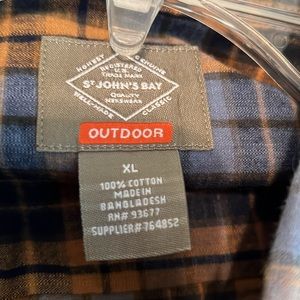 HONEST GENUINE
REGISTERED
U.S.
TRADE MARK
ST JOHN'S BAY
QUALITY
MENSWEAR
WELL-MADE CLASSIC
OUTDOOR
XL
100% COTTON
MADE IN
BANGLADESH
RN# 93677
SUPPLIER# 764852